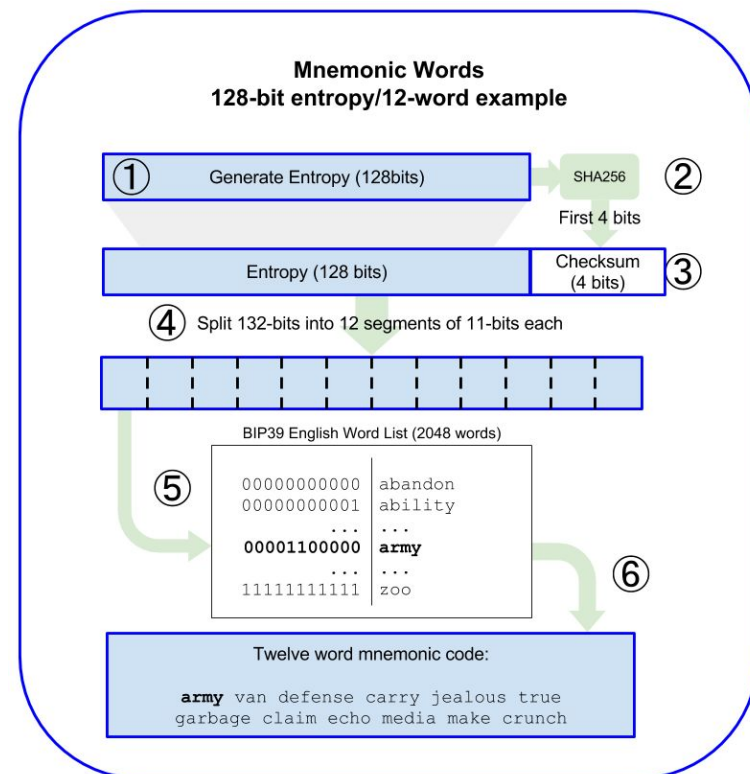 Mnemonic Words
128-bit entropy/12-word example
① Generate Entropy (128bits) SHA256 ②
First 4 bits
Entropy (128 bits) Checksum (4 bits) ③
④ Split 132-bits into 12 segments of 11-bits each
BIP39 English Word List (2048 words)
⑤
00000000000 abandon
00000000001 ability
... ...
00001100000 army
... ...
11111111111 zoo
⑥
Twelve word mnemonic code:
army van defense carry jealous true
garbage claim echo media make crunch